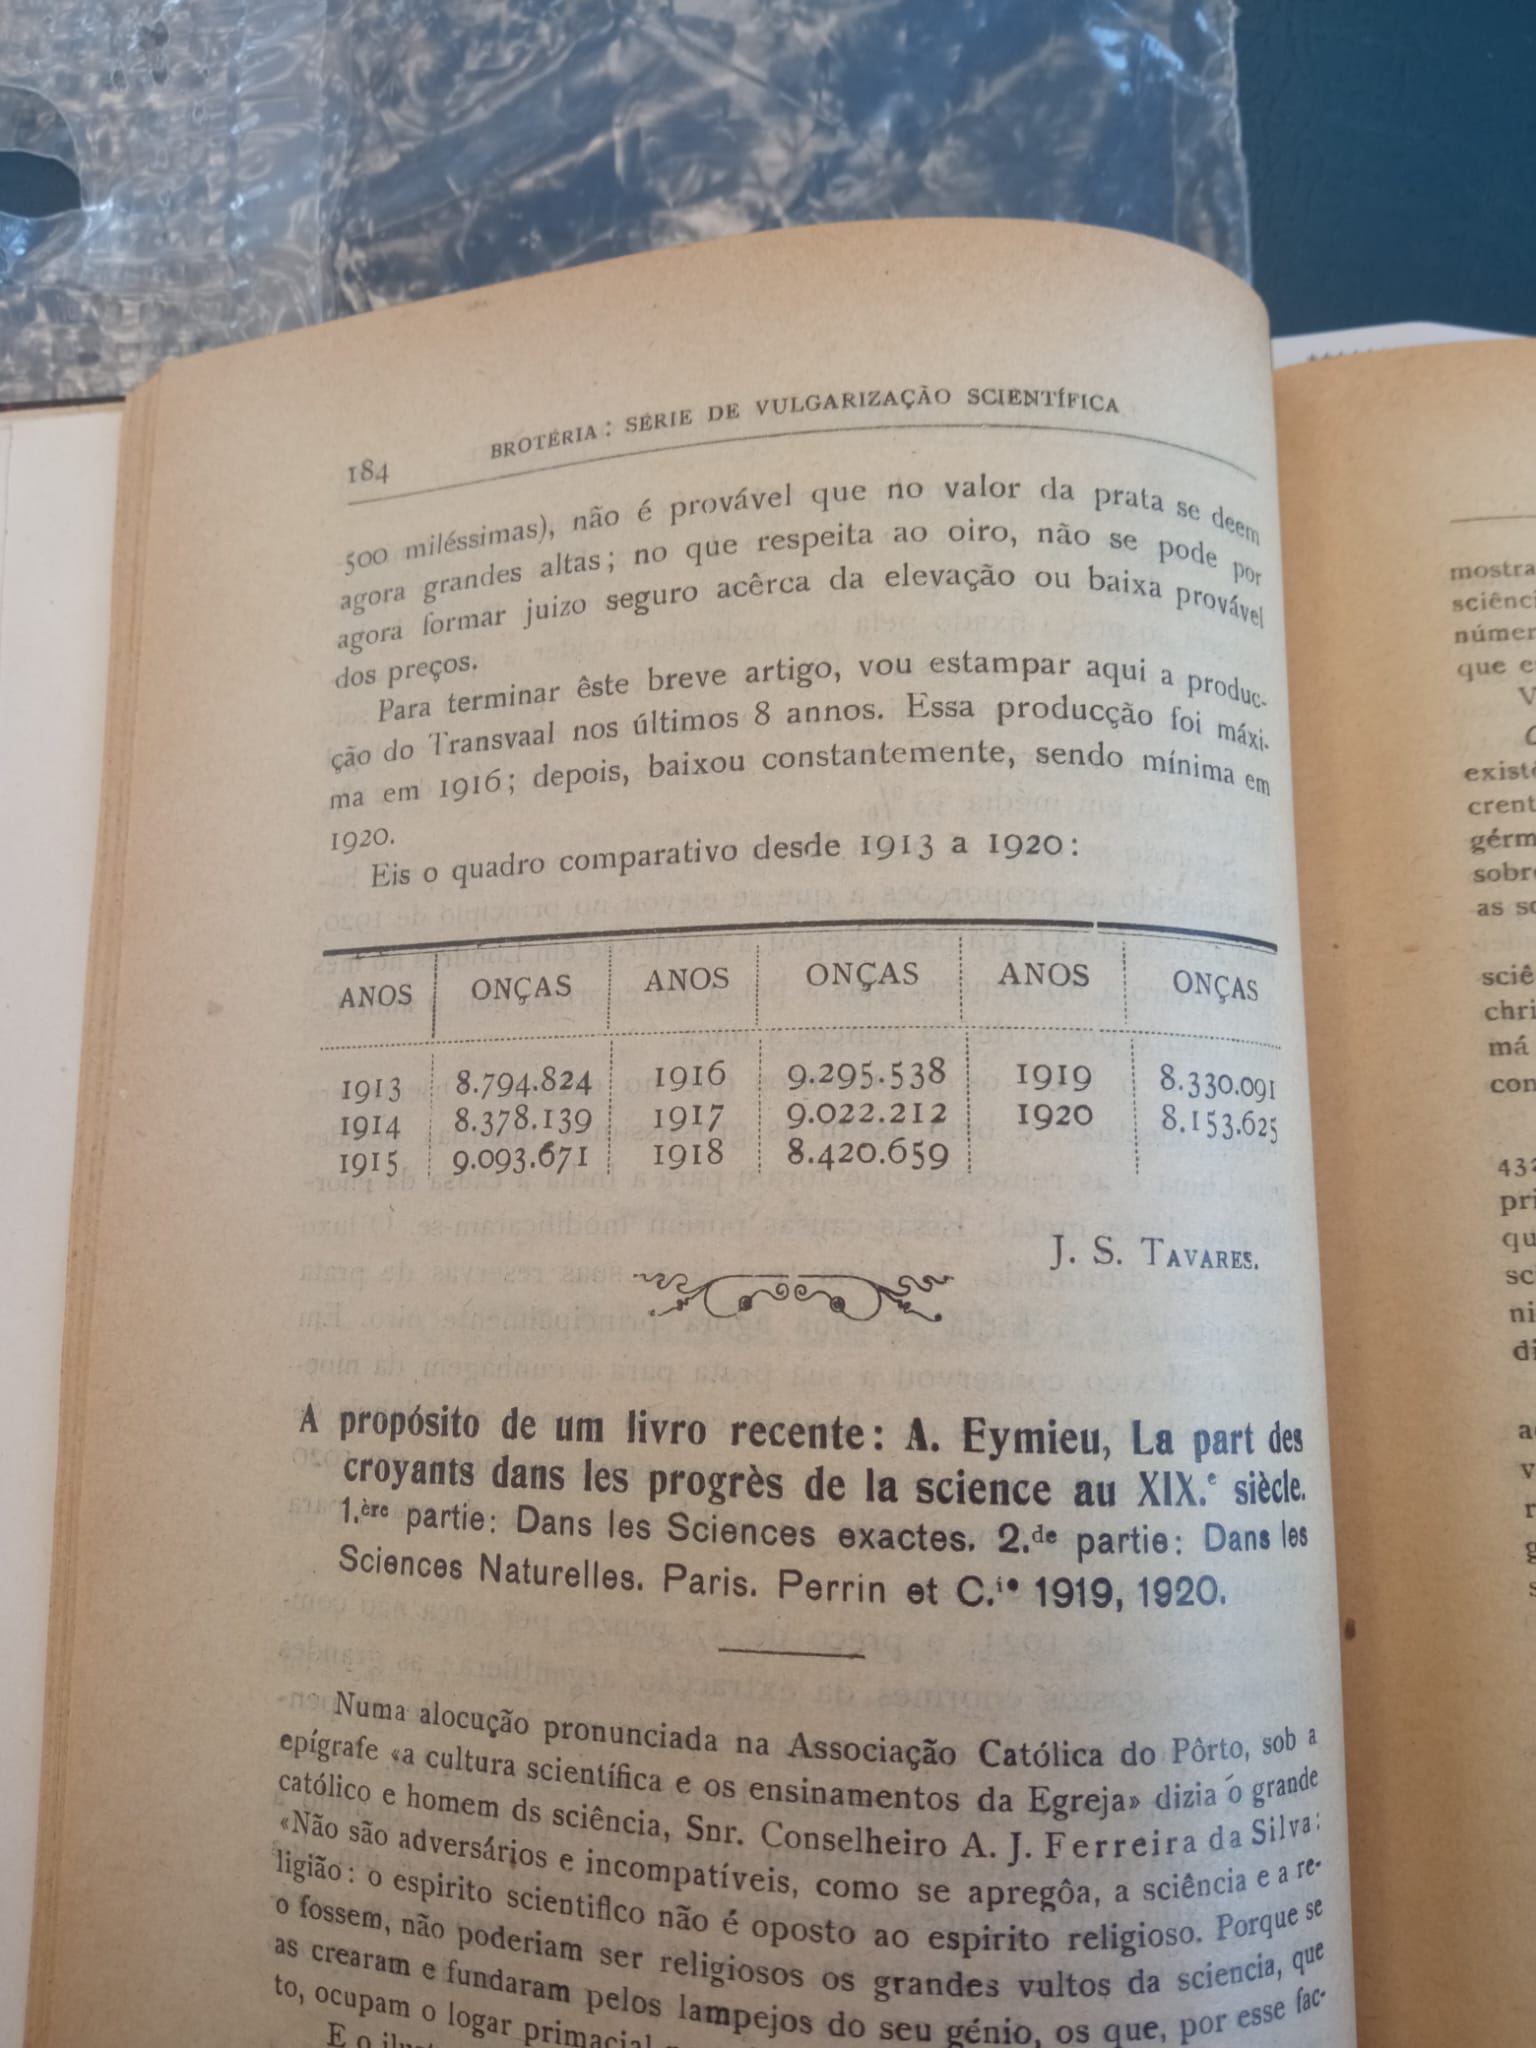 184 BROTÉRIA: SÉRIE DE VULGARIZAÇÃO SCIENTÍFICA
500 miléssimas), não é provável que no valor da prata se deem
agora grandes altas; no que respeita ao oiro, não se pode por
agora formar juizo seguro acêrca da elevação ou baixa provável
dos preços.
Para terminar êste breve artigo, vou estampar aqui a produc-
ção do Transvaal nos últimos 8 annos. Essa producção foi máxi-
ma em 1916; depois, baixou constantemente, sendo mínima em
1920.
Eis o quadro comparativo desde 1913 a 1920:
ANOS ONÇAS ANOS ONÇAS ANOS ONÇAS
1913 8.794.824 1916 9.295.538 1919 8.330.091
1914 8.378.139 1917 9.022.212 1920 8.153.625
1915 9.093.671 1918 8.420.659
J. S. TAVARES.
A propósito de um livro recente: A. Eymieu, La part des
croyants dans les progrès de la science au XIX.e siècle.
1.ère partie: Dans les Sciences exactes. 2.de partie: Dans les
Sciences Naturelles. Paris. Perrin et C.ie 1919, 1920.
Numa alocução pronunciada na Associação Católica do Pôrto, sob a
epígrafe «a cultura scientífica e os ensinamentos da Egreja» dizia o grande
católico e homem ds sciência, Snr. Conselheiro A. J. Ferreira da Silva:
«Não são adversários e incompatíveis, como se apregôa, a sciência e a re-
ligião: o espirito scientifico não é oposto ao espirito religioso. Porque se
o fossem, não poderiam ser religiosos os grandes vultos da sciencia, que
as crearam e fundaram pelos lampejos do seu génio, os que, por esse fac-
to, ocupam o logar primacial
E o
mostra
sciênci
númer
que e
V
existê
crent
gérm
sobre
as so
sciê
chri
má
con
432
pri
qu
sc
ni
di